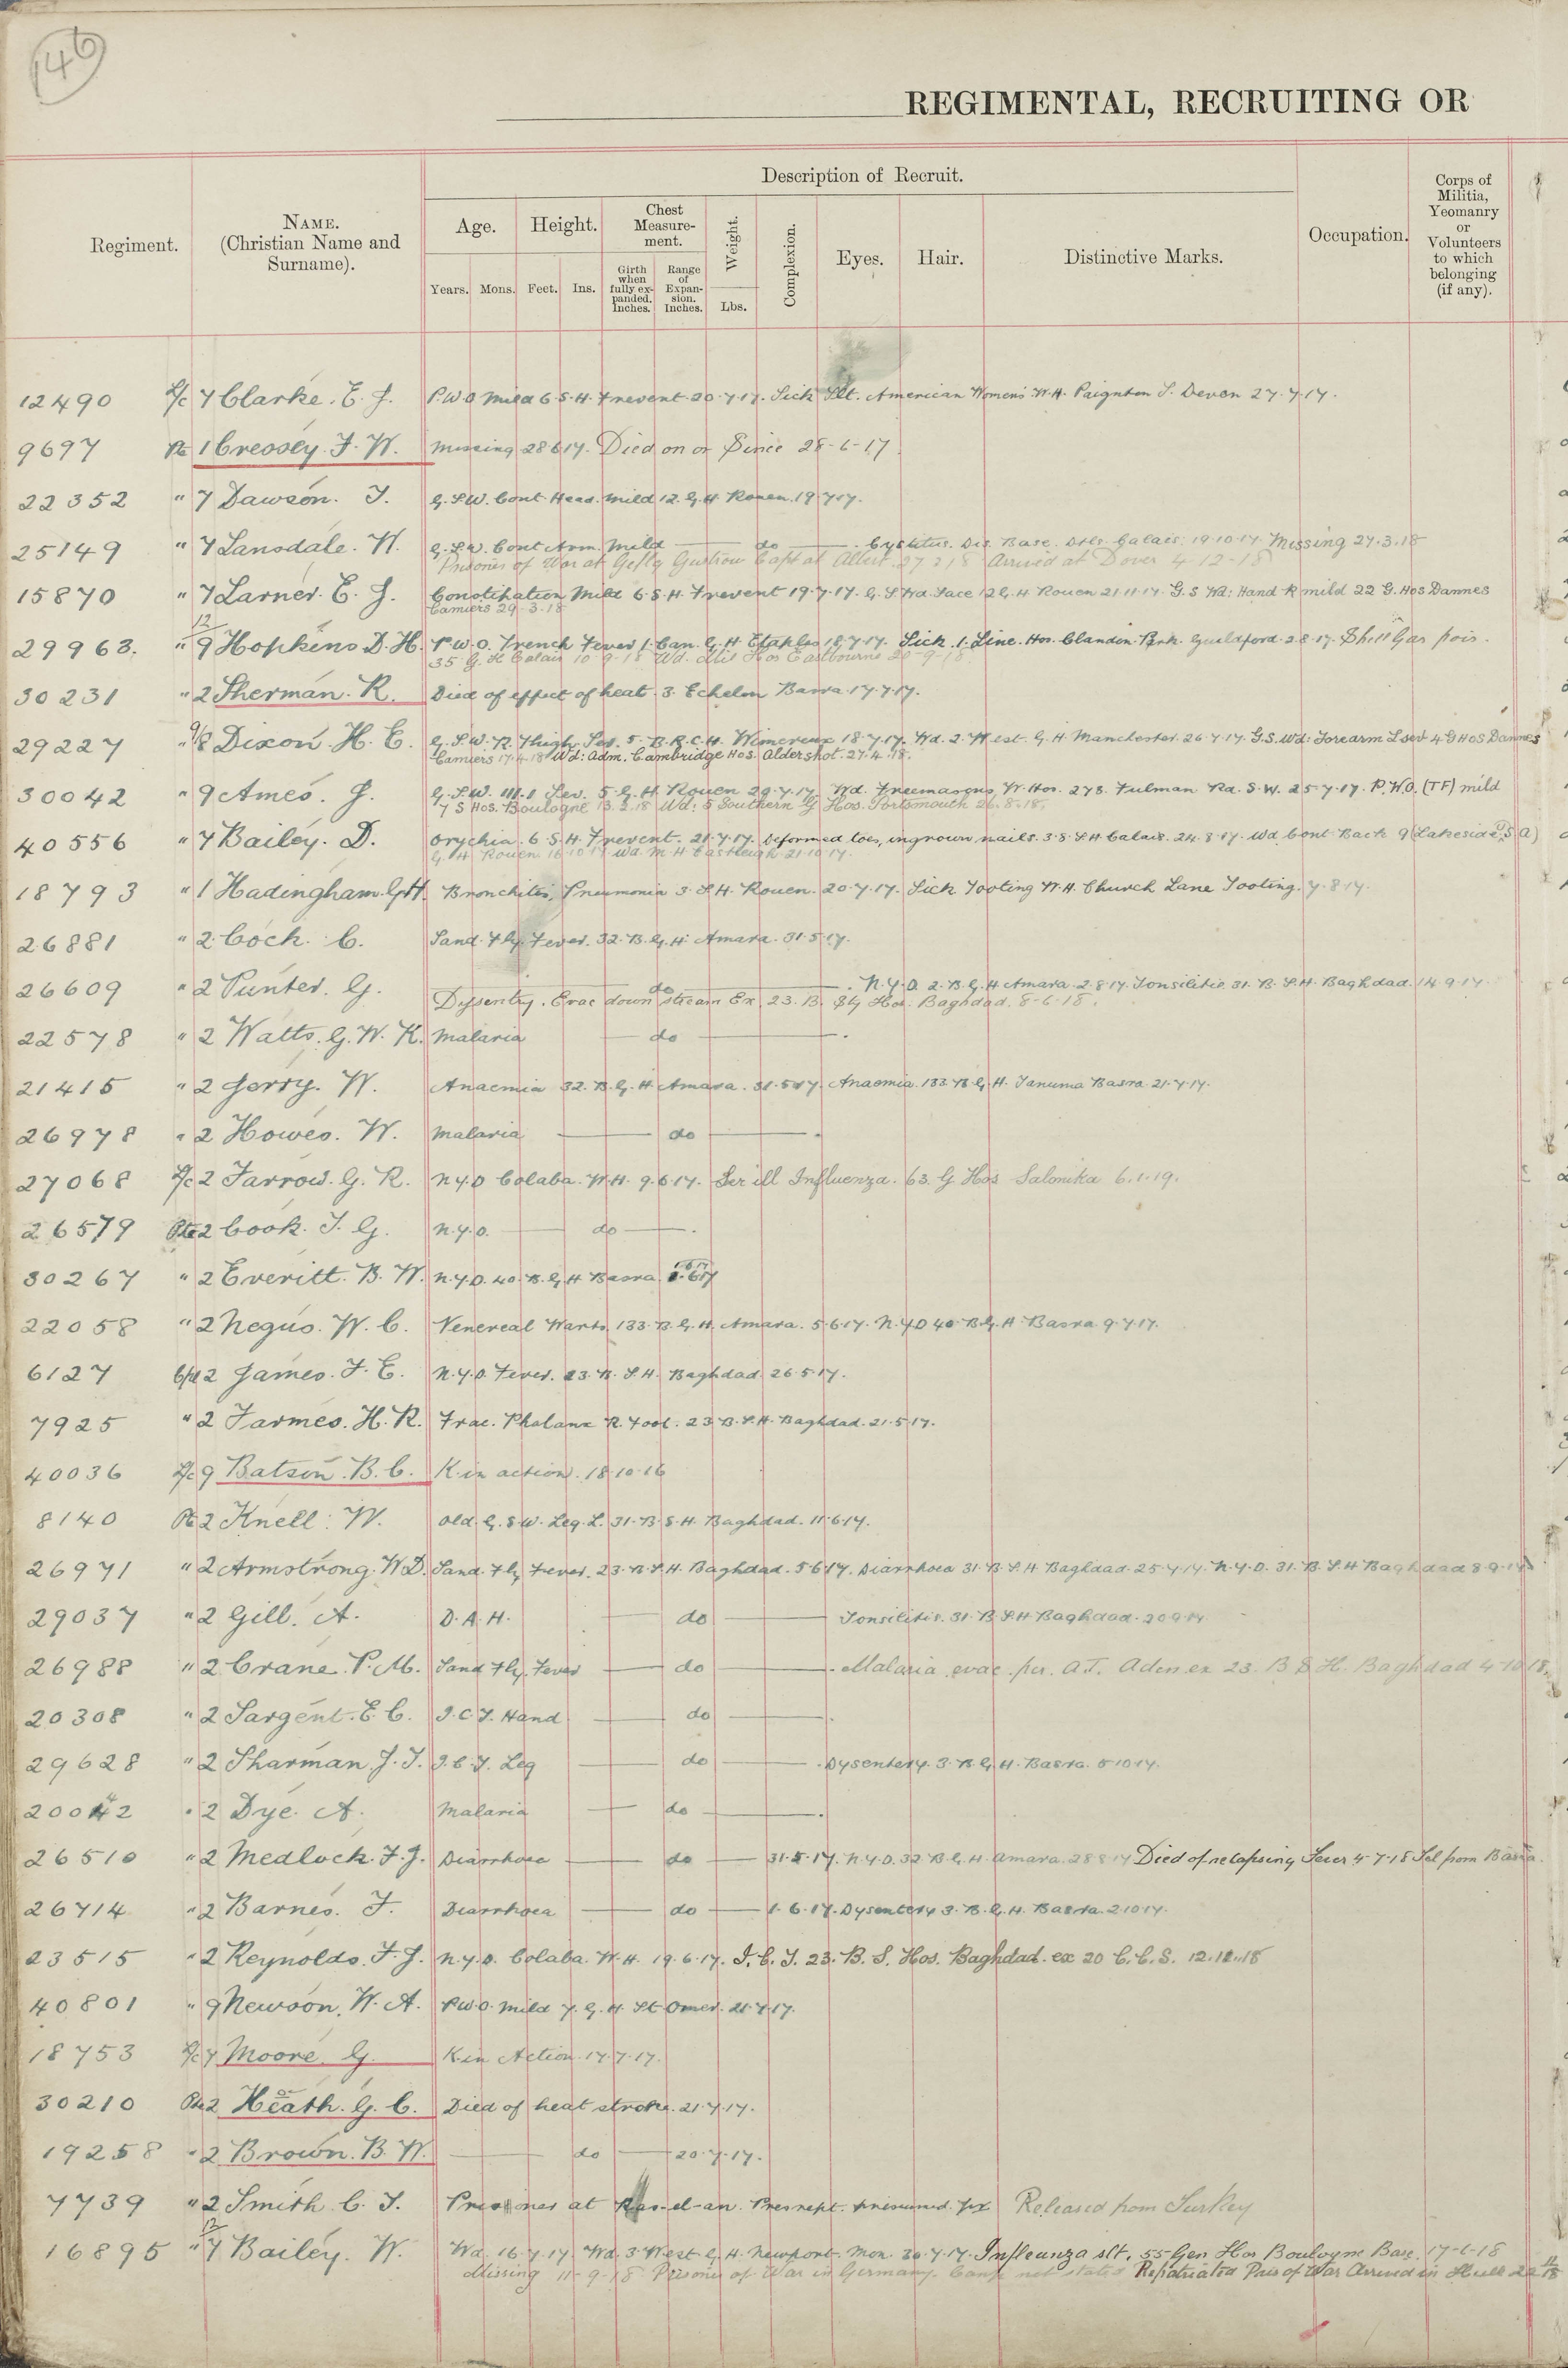 146
REGIMENTAL, RECRUITING OR
Description of Recruit.
Regiment.
NAME.
(Christian Name and
Surname).
Age.
Height.
Chest
Measure-
ment.
Weight.
Complexion.
Eyes.
Hair.
Distinctive Marks.
Occupation.
Corps of
Militia,
Yeomanry
or
Volunteers
to which
belonging
(if any).
Years.
Mons.
Feet.
Ins.
Girth
when
fully ex-
panded.
Inches.
Range
of
Expan-
sion.
Inches.
Lbs.
12490 L/c 7 Clarke. E. J. P.U.O mild 6.S.H. Frevent. 20.7.17. Sick Slt. American Women's W.H. Paignton S. Devon 27.7.17.
9697 Pte 1 Creosey. F. W. Missing 28.6.17. Died on or Since 28-6-17
22352 " 7 Dawson. T. G.S.W. Cont. Head. mild 12. G.H. Rouen. 19.7.17.
25149 " 7 Lansdale. W. G.S.W. Cont Arm. Mild — do — Cystitus. Dis. Base. Dtls. Calais. 19.10.17. Missing 27.3.18
Prisoner of War at Gustrow Capt at Albert. 27.3.18 Arrived at Dover 4-12-18
15870 " 7 Larner. E. J. Constipation Mild 6.S.H. Frevent 19.7.17. G.S Wd. Face 12 G.H Rouen 21.11.17. G.S Wd: Hand R mild 22 G. Hos Dannes
Camiers 29.3.18
29963. " 12/9 Hopkins D. H. P.U.O. Trench Fever 1. Can. G.H Etaples 18.7.17. Sick. 1. Line. Hos. Clandon Park. Guildford. 2.8.17. Shell Gas pois.
35 G.H Calais 10-9-18 Wd. Mil Hos Eastbourne 20-9-18
30231 " 2 Sherman. R. Died of effect of heat. 3. Echelon Basra. 17.7.17.
29227 " 9/8 Dixon. H. E. G.S.W. R. Thigh. Sev. 5. B.R.C.H. Wimereux 18.7.17. Wd. 2. West. G.H. Manchester. 26.7.17. G.S. Wd: Forearm L sev 4 G Hos Dannes
Camiers 17.4.18 Wd: Adm. Cambridge Hos. Aldershot. 27.4.18.
30042 " 9 Ames. J. G.S.W. Sev. 5. G.H. Rouen 20.7.17. Wd. Freemasons W. Hos. 278. Fulman Rd. S.W. 25.7.17. P.U.O. (TF) mild
7 S Hos. Boulogne 13.8.18 Wd: 5 Southern G Hos. Portsmouth 26.8.18.
40556 " 7 Bailey. D. Orychia. 6.S.H. Frevent. 21.7.17. deformed toes, ingrown nails. 3.8.S.H Calais. 24.8.17. Wd Cont Back 9 (Lakeside U.S.A)
G.H Rouen 16.10.17 Wd. M.H Eastleigh 21.10.17.
18793 " 1 Hadingham. G.H. Bronchitis, Pneumonia 3. S.H. Rouen. 20.7.17. Sick Tooting W.H. Church Lane Tooting. 7.8.17.
26881 " 2 Cock. C. Sand. Fly. Fever. 32. B.G.H. Amara. 31.5.17.
26609 " 2 Punter. G. — do — N.Y.D. 2. B.G.H Amara 2.8.17. Tonsilitis. 31. B.S.H. Baghdad. 14.9.17.
Dysentry. Evac down stream Ex. 23. B. Stg Hos. Baghdad. 8-6-18.
22578 " 2 Watts. G. W. K. Malaria — do —
21415 " 2 Jerry. W. Anaemia 32. B.G.H Amara. 31.5.17. Anaemia. 133. B.G.H. Tanuma Basra. 21.7.17.
26978 " 2 Howes. W. Malaria — do —
27068 L/c 2 Farrow. G. R. N.Y.D Colaba. W.H. 9.6.17. Ser ill Influenza. 63. G Hos Salonika 6.1.19.
26579 Pte 2 Cook. T. G. N.Y.D. — do —
30267 " 2 Everitt. B. W. N.Y.D. 40. B.G.H Basra.
22058 " 2 Negus. W. C. Venereal Warts 133. B.G.H. Amara. 5.6.17. N.Y.D 40. B.G.H. Basra. 9.7.17.
6127 Cpl 2 James. F. E. N.Y.D. Fever. 23. B.S.H. Baghdad. 26.5.17.
7925 " 2 Farmes. H. R. Frac. Phalanx R. Foot. 23. B.S.H. Baghdad. 21.5.17.
40036 L/c 9 Batson. B. C. K. in action. 18.10.16
8140 Pte 2 Knell. W. Old. G.S.W. Leg. L. 31. B.S.H. Baghdad. 11.6.17.
26971 " 2 Armstrong. W.D. Sand. Fly Fever. 23. B.S.H. Baghdad. 5.6.17. Diarrhoea 31. B.S.H Baghdad. 25.7.17. N.Y.D. 31. B.S.H Baghdad 8.9.17
29037 " 2 Gill. A. D.A.H. — do — Tonsilitis. 31. B.S.H Baghdad. 20.9.17
26988 " 2 Crane. P. M. Sand Fly. Fever — do — Malaria evac. per. A.T. Aden. ex 23. B S H. Baghdad 4-10-18.
20308 " 2 Sargent. E. C. I.C.T. Hand — do —
29628 " 2 Sharman. J. T. I.C.T. Leg — do — Dysentery. 3. B.G.H. Basra. 5.10.17.
20042 " 2 Dye. A. Malaria — do —
26510 " 2 Medlock. F. J. Diarrhoea — do — 31.5.17. N.Y.D. 32 B.G.H. Amara. 28.8.17 Died of relapsing fever 4-7-18 Tel from Basra.
26714 " 2 Barnes. F. Diarrhoea — do — 1.6.17. Dysentery 3. B.G.H. Basra. 2.10.17.
23515 " 2 Reynolds. F. J. N.Y.D. Colaba. W.H. 19.6.17. I.C.T. 23. B. S. Hos. Baghdad. ex 20 C.C.S. 12.12.18
40801 " 9 Newson. W. A. P.U.O. mild 7. G.H. St Omer. 21.7.17.
18753 L/c 7 Moore. G. K in Action. 17.7.17.
30210 Pte 2 Heath. G. C. Died of heat stroke. 21.7.17.
19258 " 2 Brown. B. W. — do — 20.7.17.
7739 " 2 Smith. C. T. Prisoner at Ras-el-an. Released from Turkey
16895 " 12/7 Bailey. W. Wd. 16.7.17 Wd. 3 West. G.H. Newport. Mon. 20.7.17. Influenza slt. 55 Gen Hos Boulogne Base. 17-6-18
Missing 11-9-18 Prisoner of War in Germany. Camp not stated Repatriated Pris of War Arrived in Hull